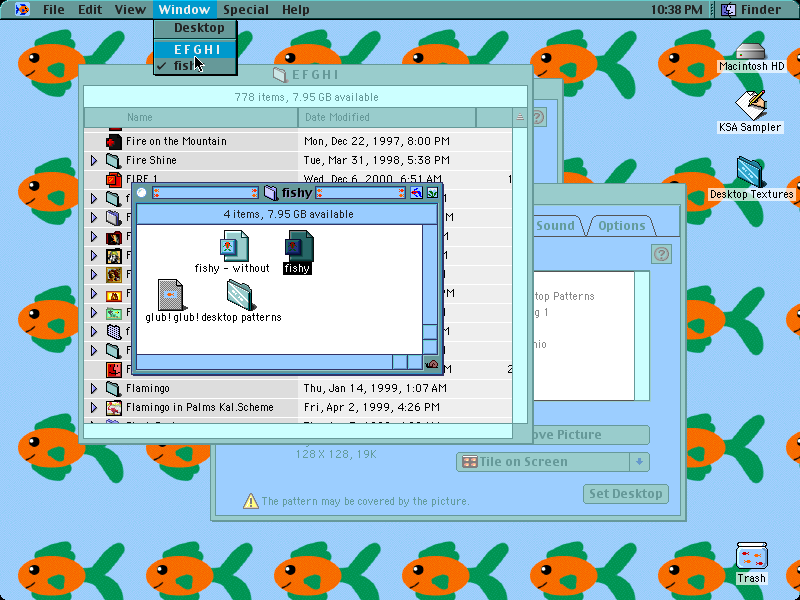 File Edit View Window Special Help 10:38 PM Finder
Desktop
EFGHI
fis
EFGHI
778 items, 7.95 GB available
Name Date Modified
Fire on the Mountain Mon, Dec 22, 1997, 8:00 PM
Fire Shine Tue, Mar 31, 1998, 5:38 PM
FIRE 1 Wed, Dec 6, 2000, 6:51 AM
fishy
4 items, 7.95 GB available
fishy - without
fishy
glub! glub!
desktop patterns
Flamingo Thu, Jan 14, 1999, 1:07 AM
Flamingo in Palms Kal.Scheme Fri, Apr 2, 1999, 4:26 PM
Sound Options
top Patterns
g 1
nio
ove Picture
128 X 128, 19K
Tile on Screen
The pattern may be covered by the picture.
Set Desktop
Macintosh HD
KSA Sampler
Desktop Textures
Trash